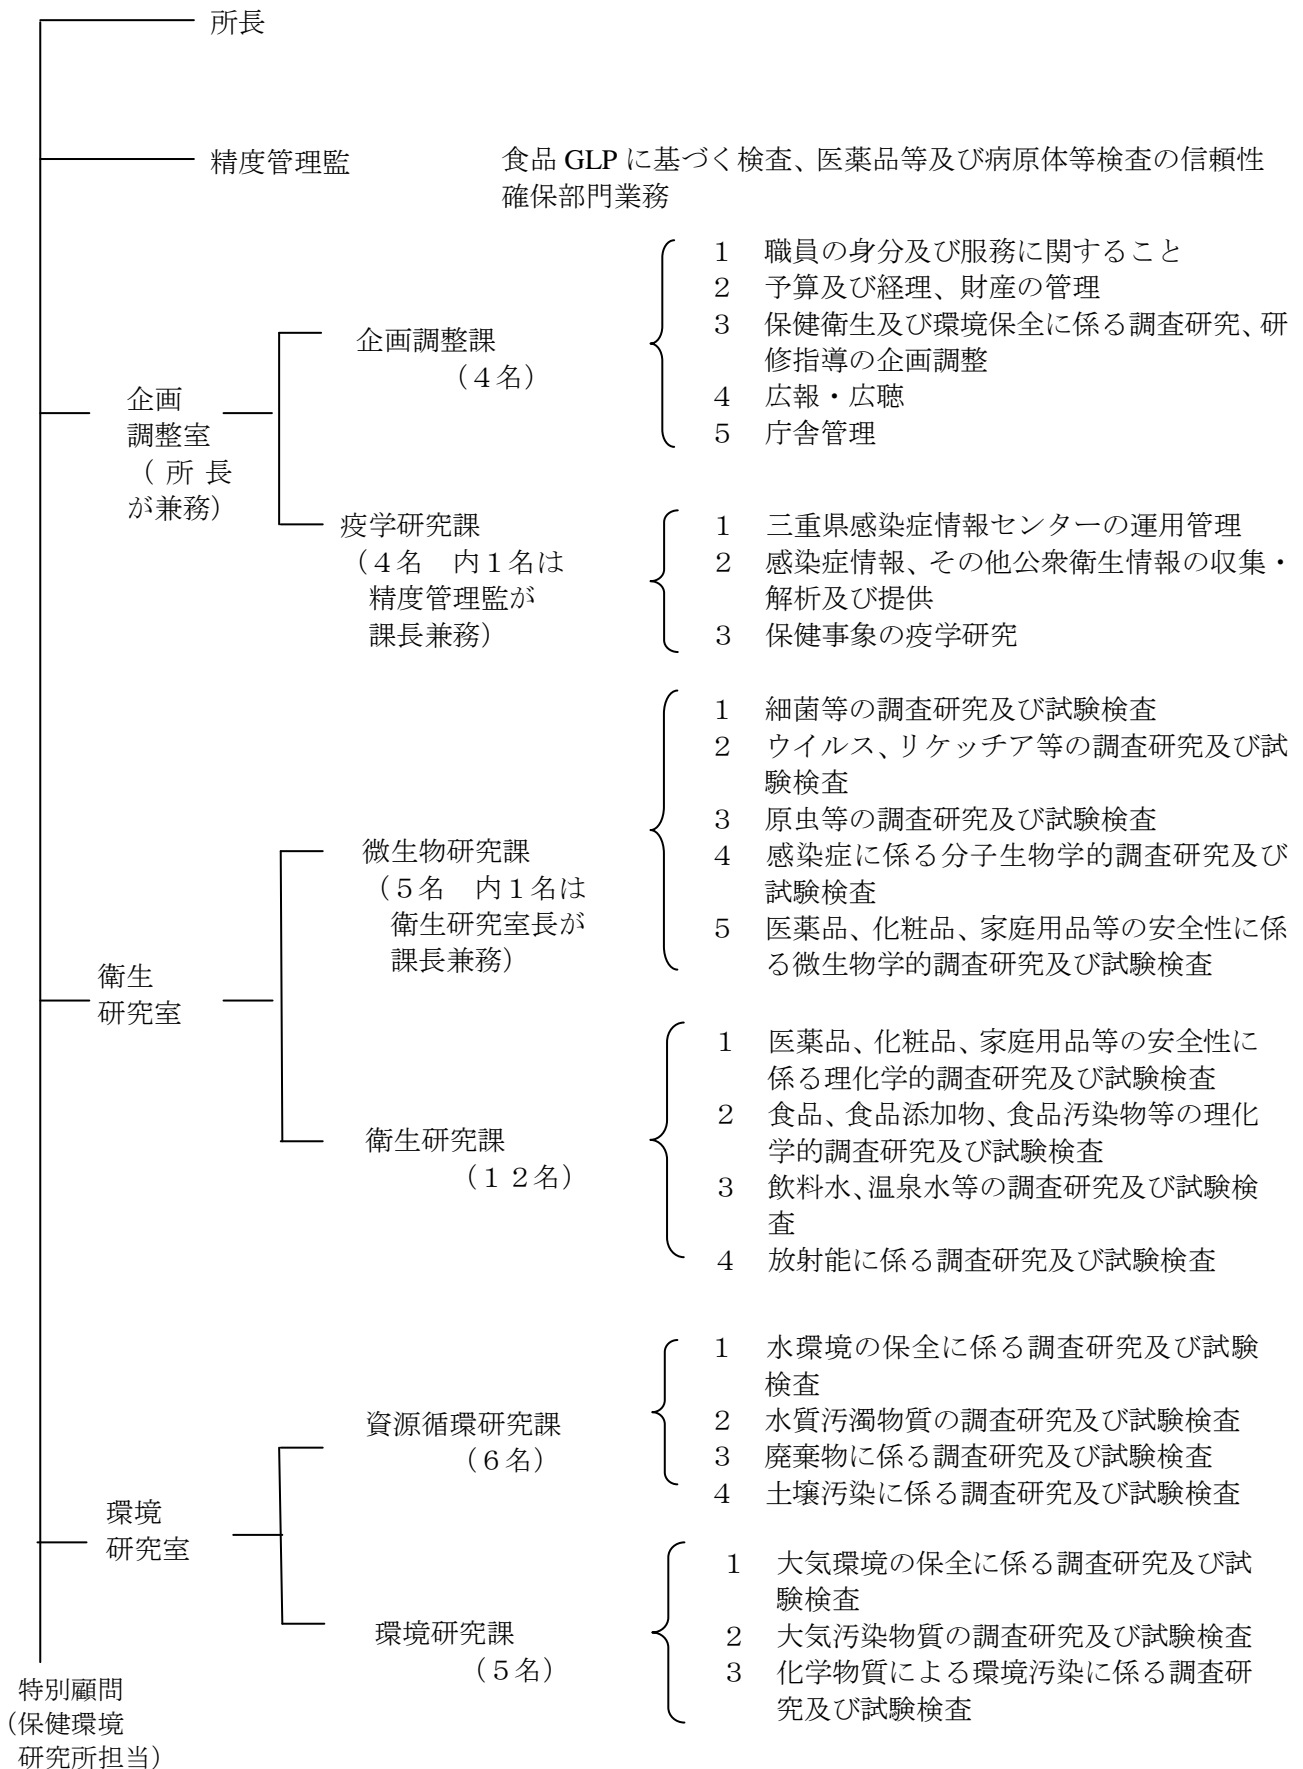 所長
精度管理監
食品 GLP に基づく検査、医薬品等及び病原体等検査の信頼性
確保部門業務
企画
調整室
（所長
が兼務）
企画調整課
（４名）
１　職員の身分及び服務に関すること
２　予算及び経理、財産の管理
３　保健衛生及び環境保全に係る調査研究、研
修指導の企画調整
４　広報・広聴
５　庁舎管理
疫学研究課
（４名　内１名は
精度管理監が
課長兼務）
１　三重県感染症情報センターの運用管理
２　感染症情報、その他公衆衛生情報の収集・
解析及び提供
３　保健事象の疫学研究
衛生
研究室
微生物研究課
（５名　内１名は
衛生研究室長が
課長兼務）
１　細菌等の調査研究及び試験検査
２　ウイルス、リケッチア等の調査研究及び試
験検査
３　原虫等の調査研究及び試験検査
４　感染症に係る分子生物学的調査研究及び
試験検査
５　医薬品、化粧品、家庭用品等の安全性に係
る微生物学的調査研究及び試験検査
衛生研究課
（１２名）
１　医薬品、化粧品、家庭用品等の安全性に
係る理化学的調査研究及び試験検査
２　食品、食品添加物、食品汚染物等の理化
学的調査研究及び試験検査
３　飲料水、温泉水等の調査研究及び試験検
査
４　放射能に係る調査研究及び試験検査
環境
研究室
資源循環研究課
（６名）
１　水環境の保全に係る調査研究及び試験
検査
２　水質汚濁物質の調査研究及び試験検査
３　廃棄物に係る調査研究及び試験検査
４　土壌汚染に係る調査研究及び試験検査
環境研究課
（５名）
１　大気環境の保全に係る調査研究及び試
験検査
２　大気汚染物質の調査研究及び試験検査
３　化学物質による環境汚染に係る調査研
究及び試験検査
特別顧問
（保健環境
研究所担当）